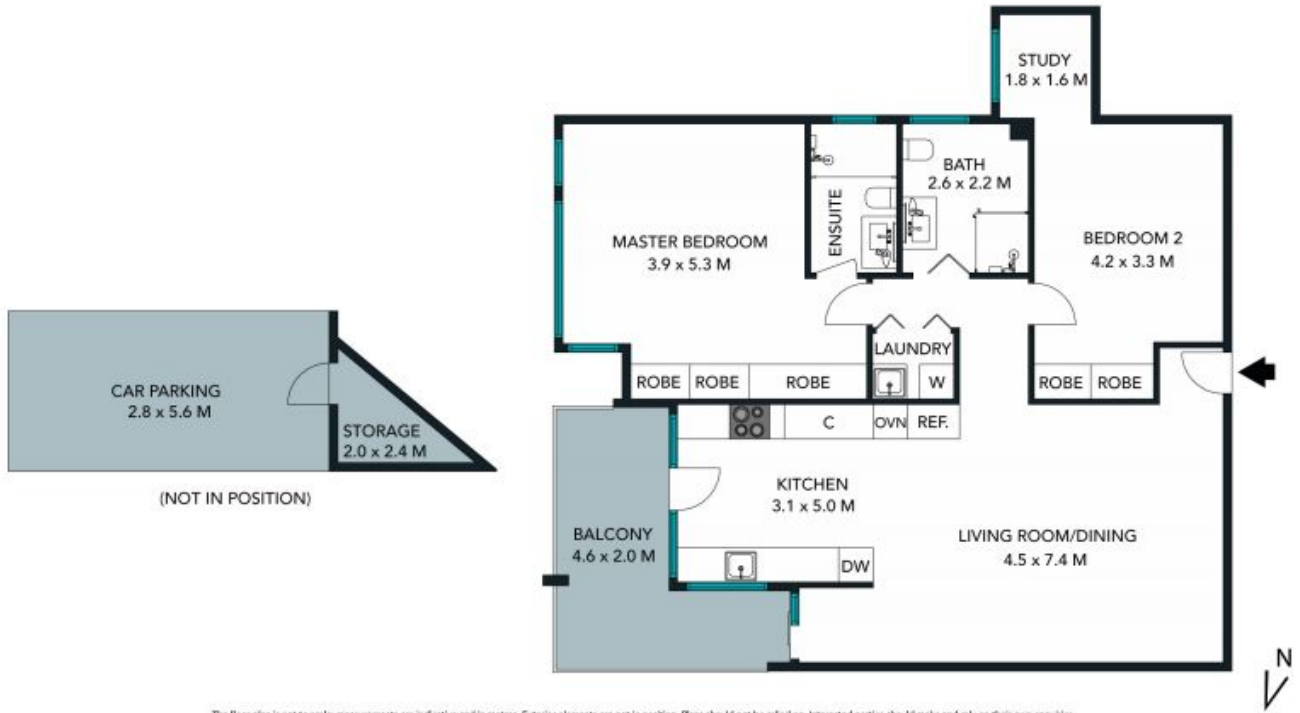 STUDY
1.8 x 1.6 M
BATH
2.6 x 2.2 M
ENSUITE
MASTER BEDROOM
3.9 x 5.3 M
BEDROOM 2
4.2 x 3.3 M
LAUNDRY
W
ROBE ROBE ROBE
ROBE ROBE
CAR PARKING
2.8 x 5.6 M
STORAGE
2.0 x 2.4 M
(NOT IN POSITION)
C OVN REF.
KITCHEN
3.1 x 5.0 M
BALCONY
4.6 x 2.0 M
LIVING ROOM/DINING
4.5 x 7.4 M
DW
N